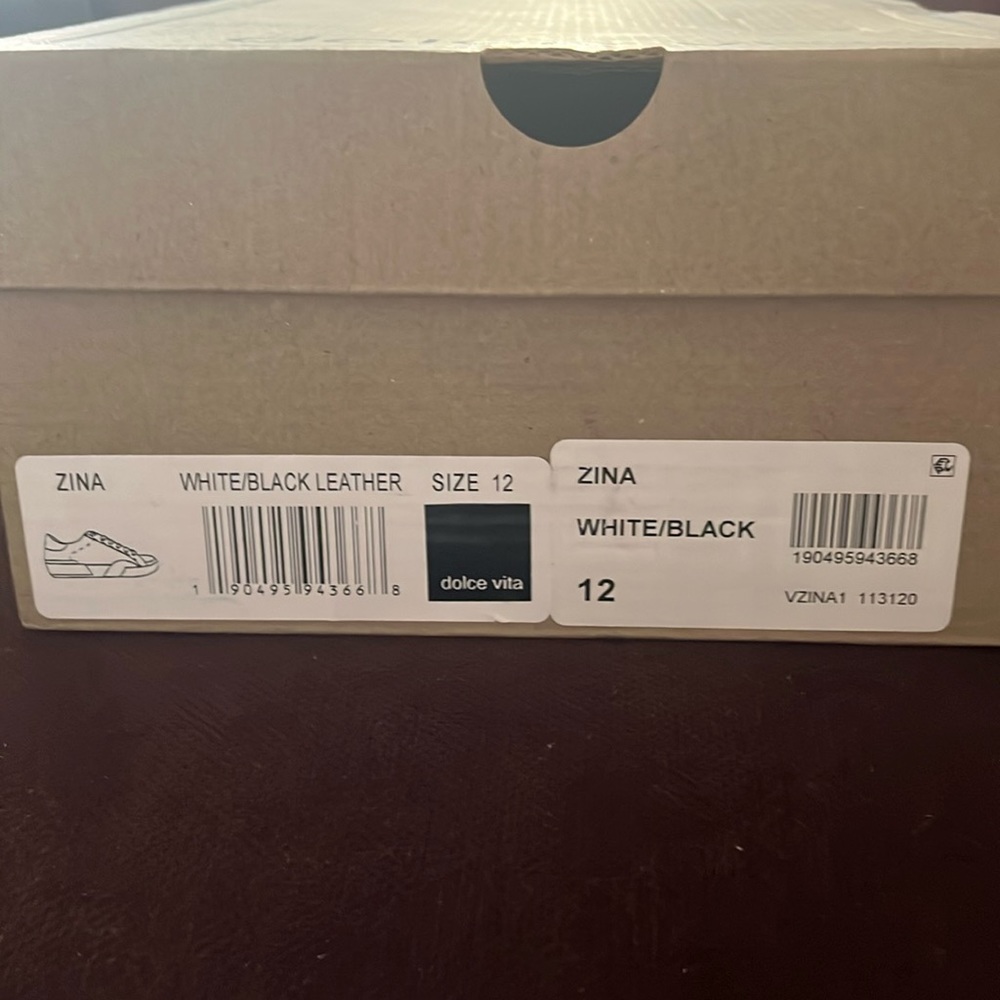 ZINA WHITE/BLACK LEATHER SIZE 12
1 90495 94366 8
dolce vita
ZINA
WHITE/BLACK
190495943668
12
VZINA1 113120